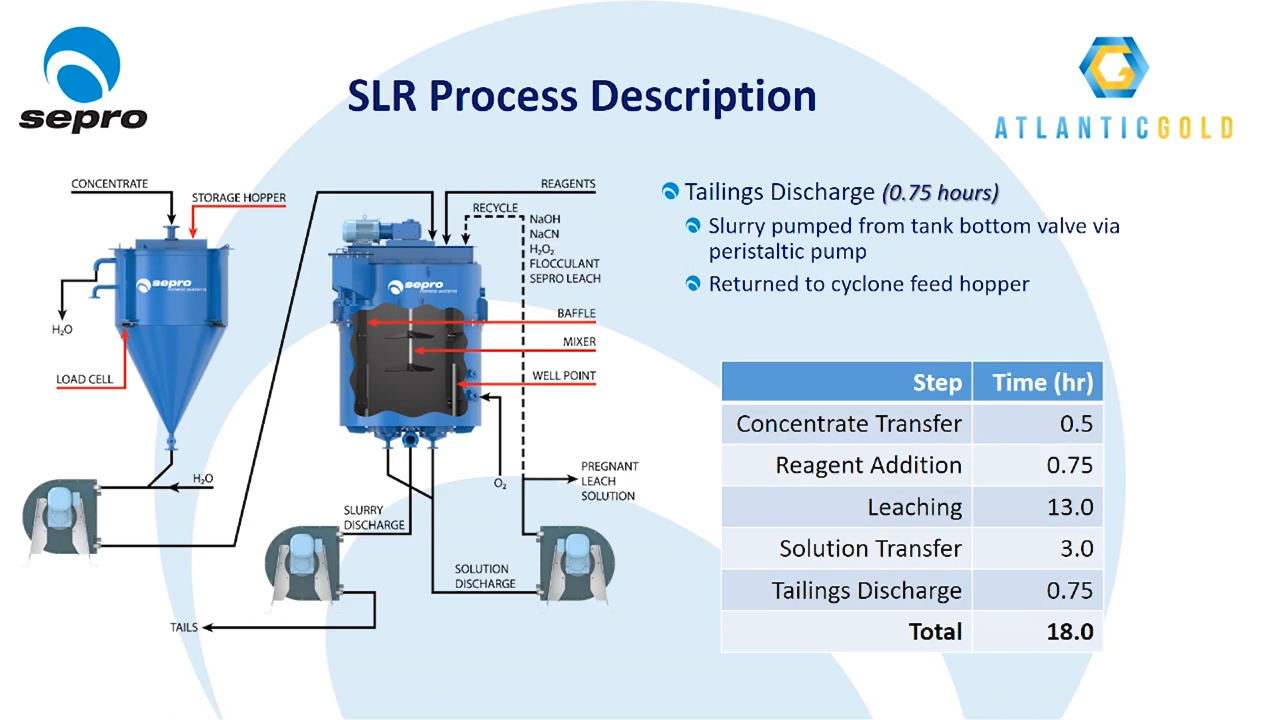 sepro
SLR Process Description
ATLANTICGOLD
CONCENTRATE
STORAGE HOPPER
sepro
H₂O
LOAD CELL
H₂O
REAGENTS
RECYCLE
NaOH
NaCN
H₂O₂
FLOCCULANT
SEPRO LEACH
sepro
BAFFLE
MIXER
WELL POINT
O₂
PREGNANT
LEACH
SOLUTION
SLURRY
DISCHARGE
SOLUTION
DISCHARGE
TAILS
Tailings Discharge (0.75 hours)
Slurry pumped from tank bottom valve via
peristaltic pump
Returned to cyclone feed hopper
Step Time (hr)
Concentrate Transfer 0.5
Reagent Addition 0.75
Leaching 13.0
Solution Transfer 3.0
Tailings Discharge 0.75
Total 18.0